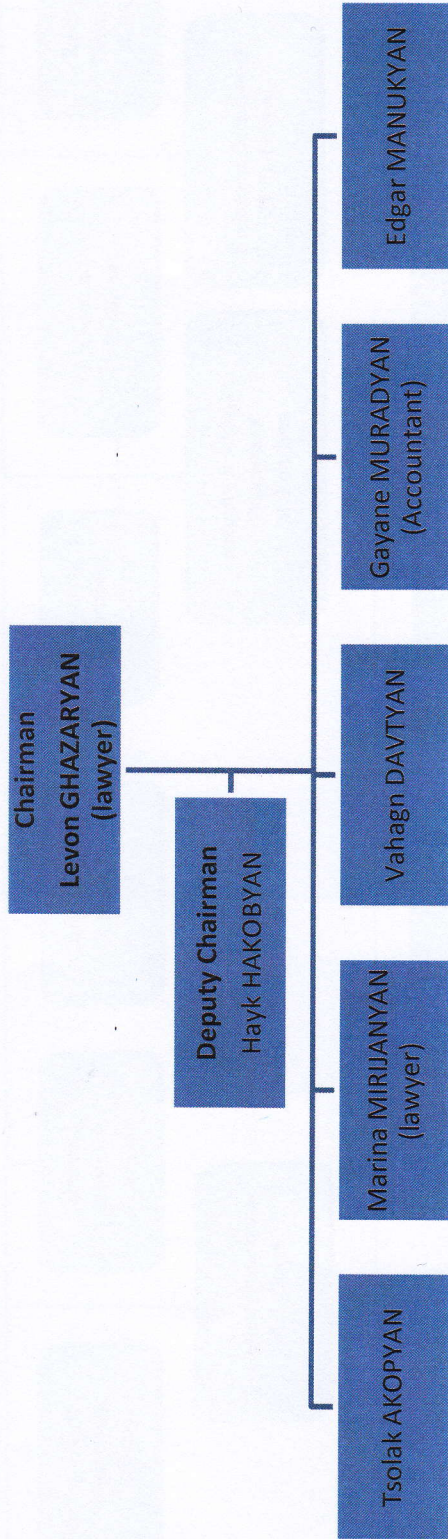 Chairman
Levon GHAZARYAN
(lawyer)
Deputy Chairman
Hayk HAKOBYAN
Tsolak AKOPYAN
Marina MIRIJANYAN
(lawyer)
Vahagn DAVTYAN
Gayane MURADYAN
(Accountant)
Edgar MANUKYAN